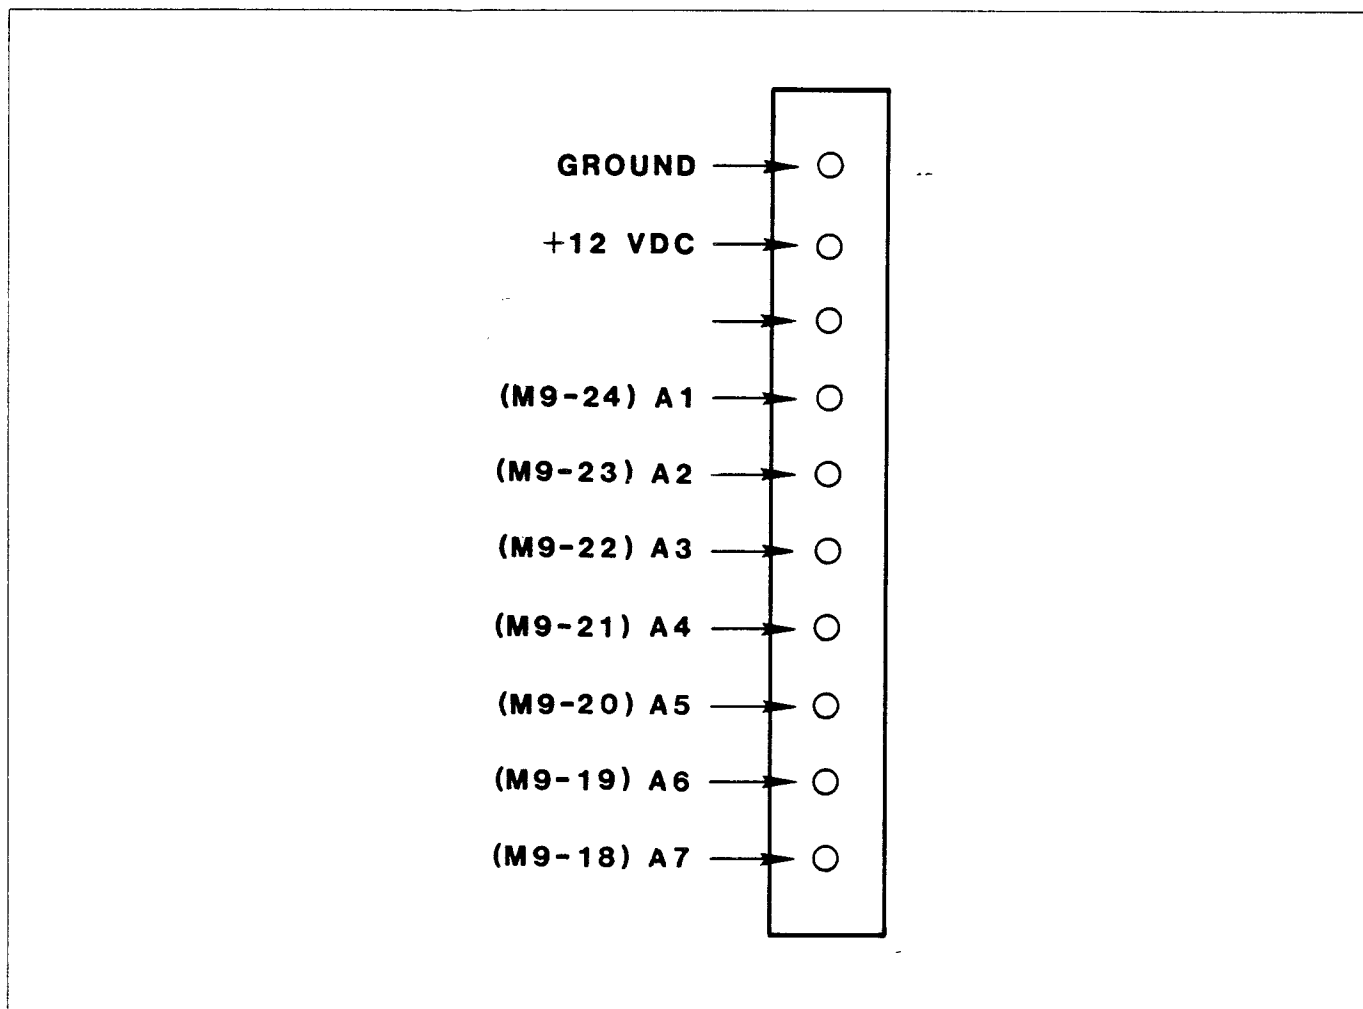 GROUND
+12 VDC
(M9-24) A1
(M9-23) A2
(M9-22) A3
(M9-21) A4
(M9-20) A5
(M9-19) A6
(M9-18) A7